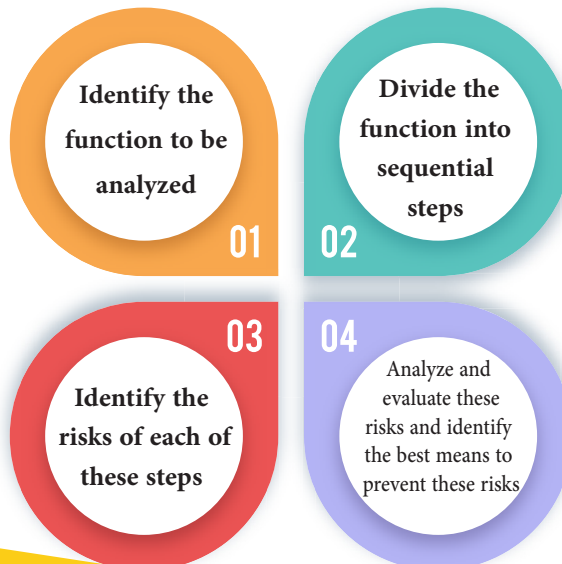 Identify the
function to be
analyzed
01
Divide the
function into
sequential
steps
02
03
Identify the
risks of each of
these steps
04
Analyze and
evaluate these
risks and identify
the best means to
prevent these risks